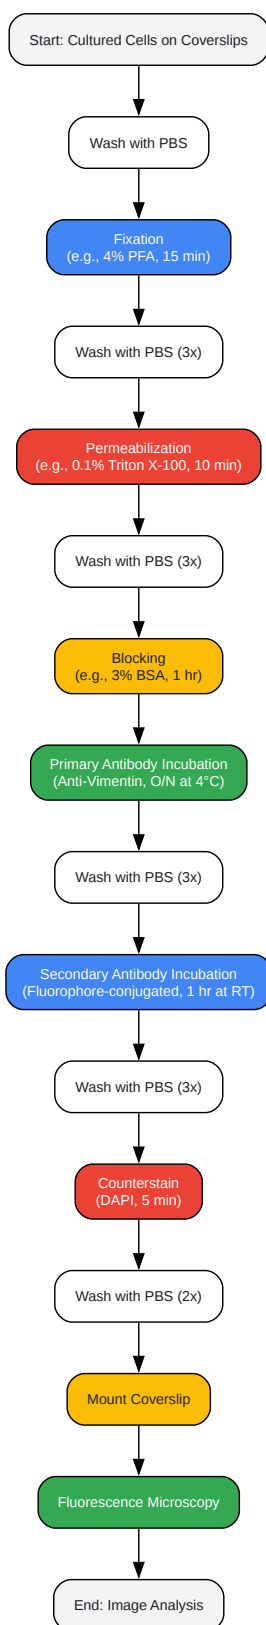 Start: Cultured Cells on Coverslips
Wash with PBS
Fixation
(e.g., 4% PFA, 15 min)
Wash with PBS (3x)
Permeabilization
(e.g., 0.1% Triton X-100, 10 min)
Wash with PBS (3x)
Blocking
(e.g., 3% BSA, 1 hr)
Primary Antibody Incubation
(Anti-Vimentin, O/N at 4°C)
Wash with PBS (3x)
Secondary Antibody Incubation
(Fluorophore-conjugated, 1 hr at RT)
Wash with PBS (3x)
Counterstain
(DAPI, 5 min)
Wash with PBS (2x)
Mount Coverslip
Fluorescence Microscopy
End: Image Analysis